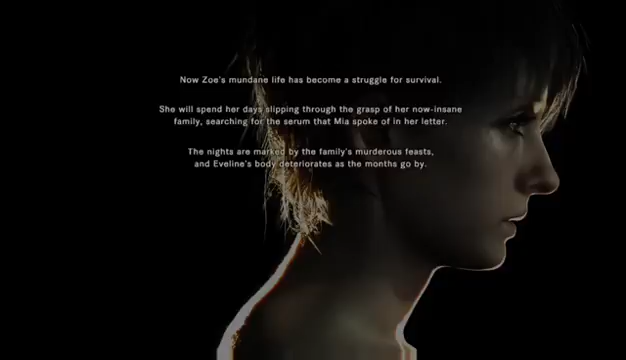 Now Zoe's mundane life has become a struggle for survival.
She will spend her days slipping through the grasp of her now-insane
family, searching for the serum that Mia spoke of in her letter.
The nights are marked by the family's murderous feasts,
and Eveline's body deteriorates as the months go by.